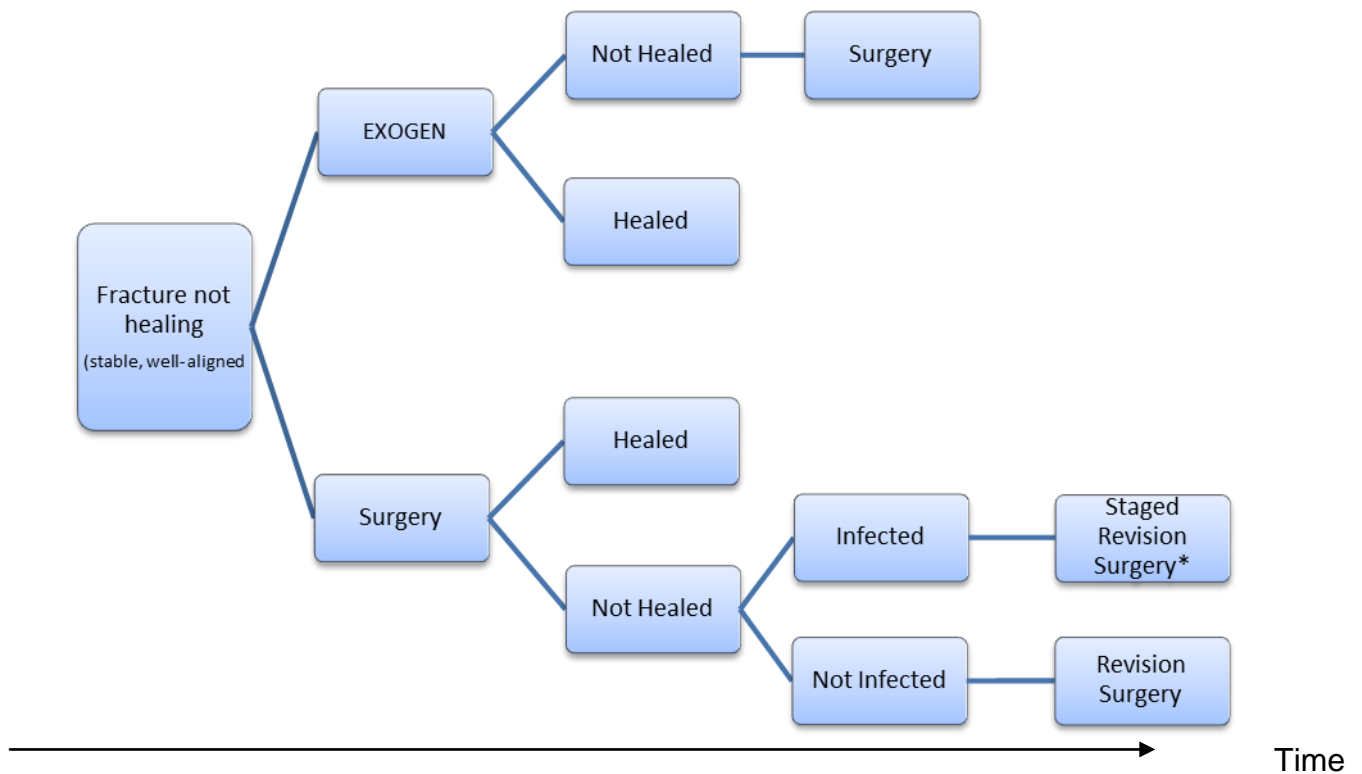 Not Healed
Surgery
EXOGEN
Healed
Fracture not
healing
(stable, well-aligned
Healed
Surgery
Infected
Staged
Revision
Surgery*
Not Healed
Not Infected
Revision
Surgery
Time